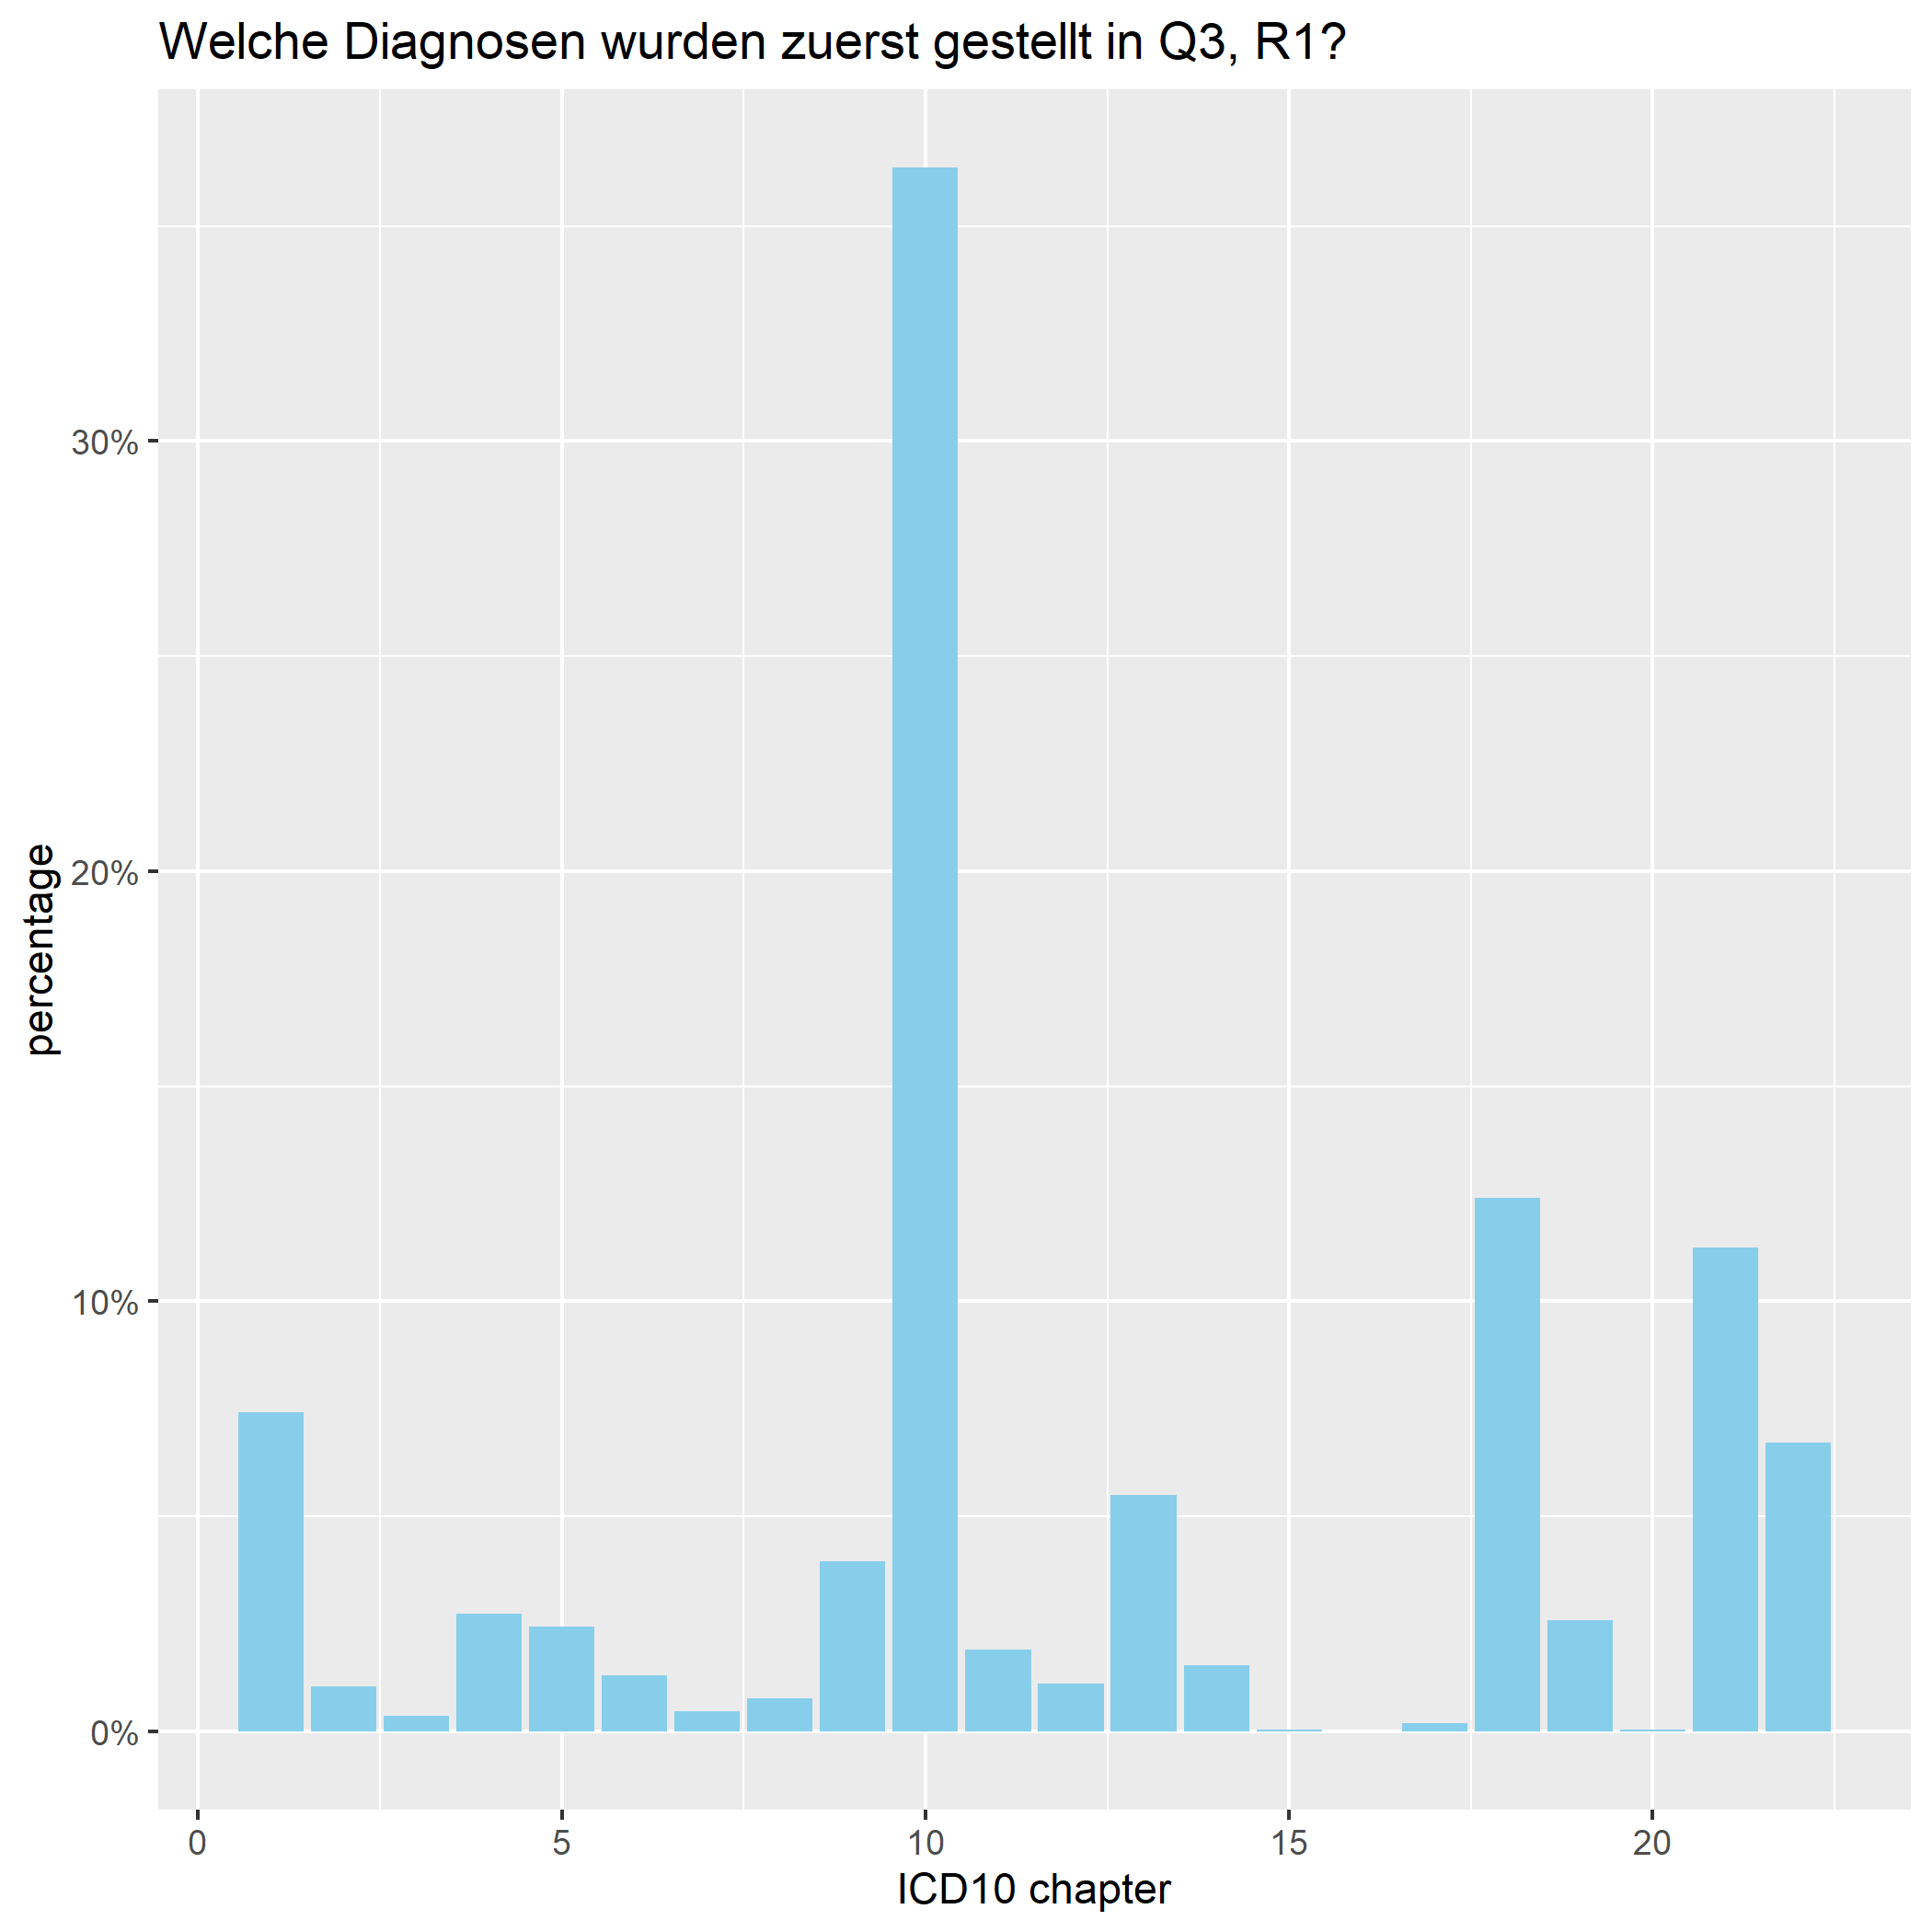 Welche Diagnosen wurden zuerst gestellt in Q3, R1?
percentage
30%
20%
10%
0%
0 5 10 15 20
ICD10 chapter